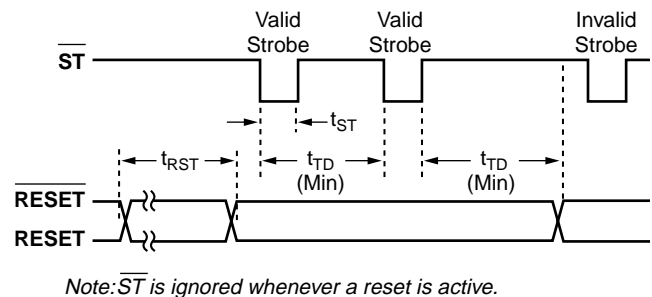 Valid Strobe
Valid Strobe
Invalid Strobe
ST
tST
tRST
tTD (Min)
tTD (Min)
RESET
RESET
Note: ST is ignored whenever a reset is active.